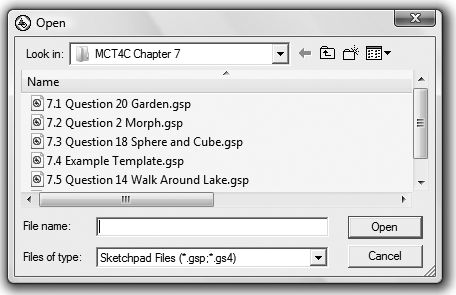 Open
Look in: MCT4C Chapter 7
Name
7.1 Question 20 Garden.gsp
7.2 Question 2 Morph.gsp
7.3 Question 18 Sphere and Cube.gsp
7.4 Example Template.gsp
7.5 Question 14 Walk Around Lake.gsp
File name: Open
Files of type: Sketchpad Files (*.gsp;*.gs4) Cancel